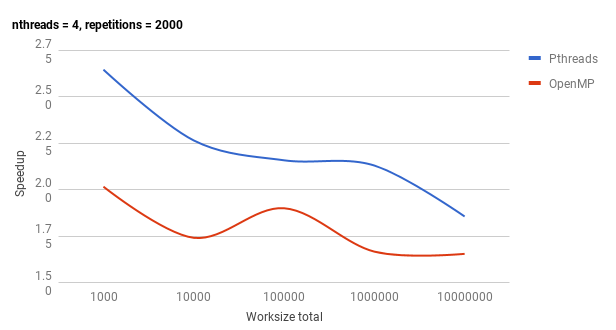 nthreads = 4, repetitions = 2000
2.7
5
2.5
0
2.2
5
2.0
0
1.7
5
1.5
0
Speedup
1000 10000 100000 1000000 10000000
Worksize total
Pthreads
OpenMP